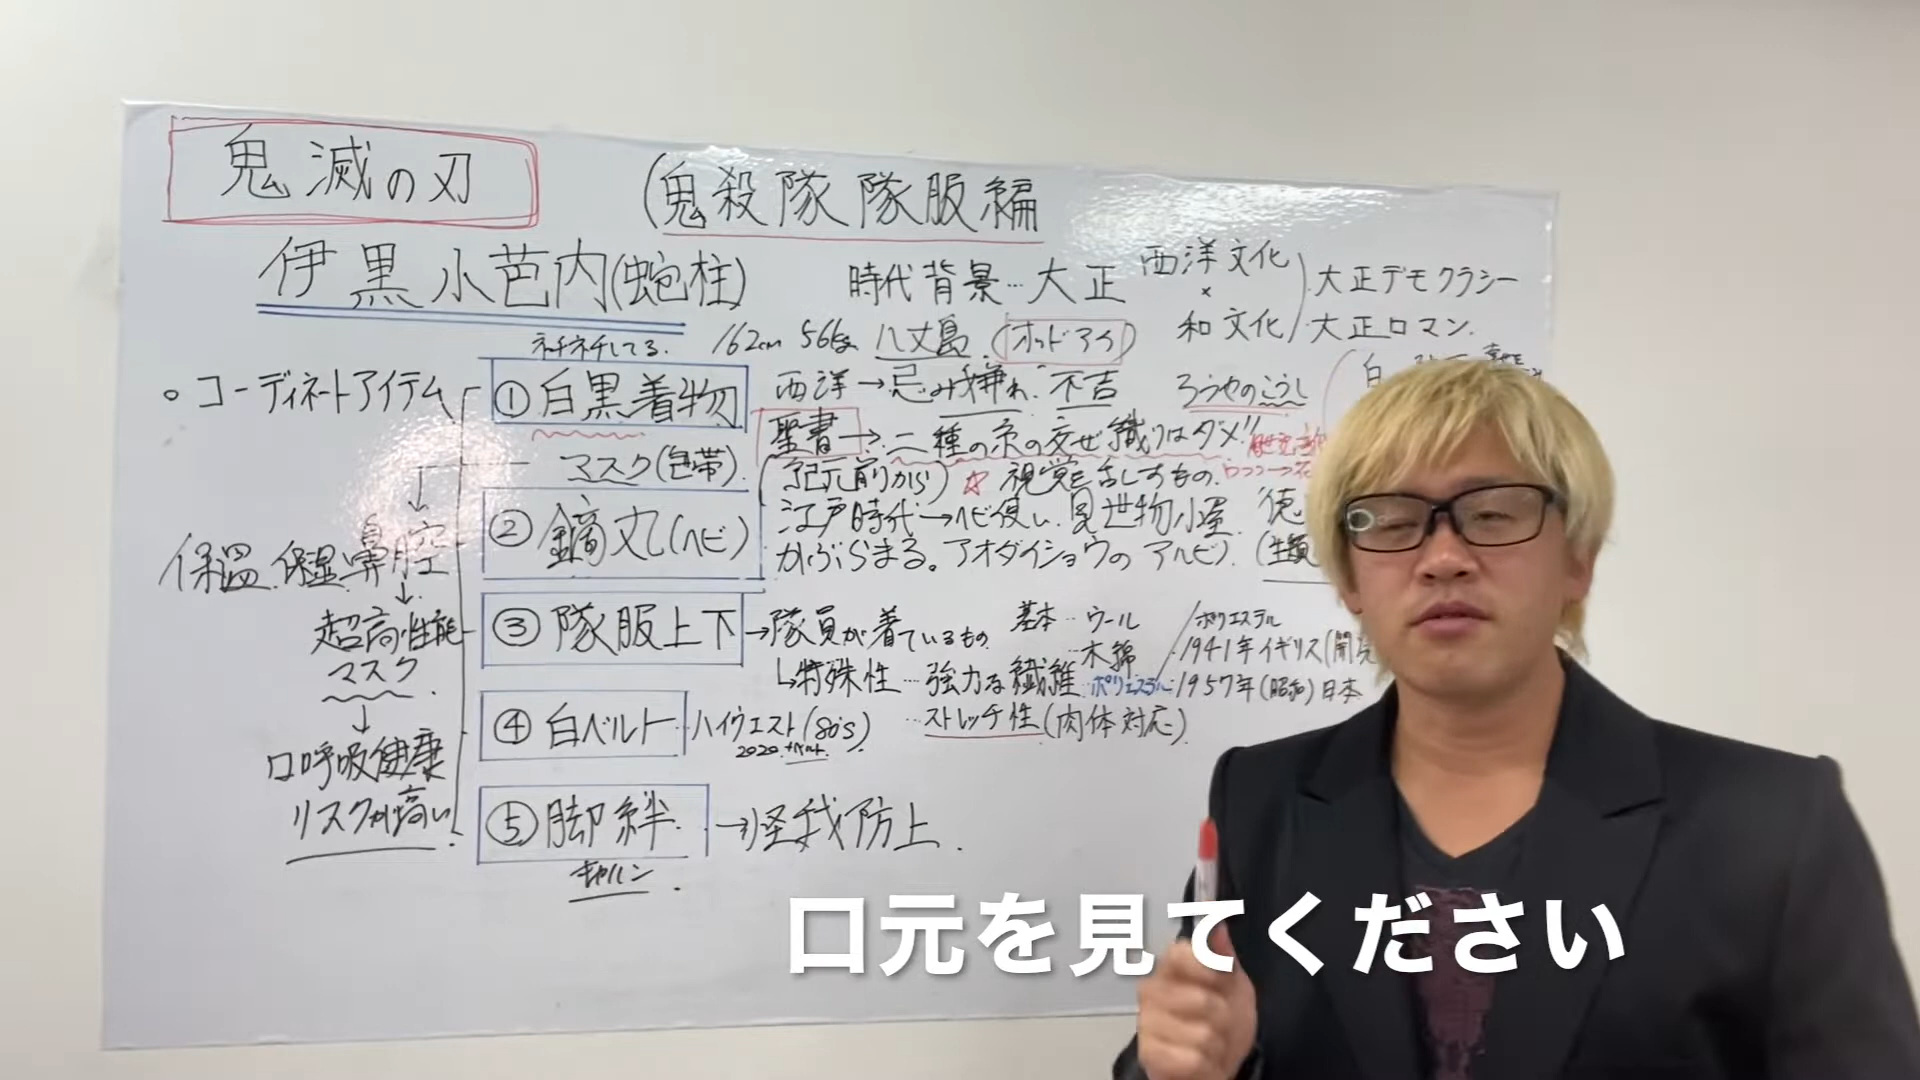 鬼滅の刃
(鬼殺隊隊服編
伊黒小芭内(蛇柱)
時代背景…大正
西洋文化
×
和文化
大正デモクラシー
大正ロマン.
ネチネチしてる.
162cm 56kg 八丈島.(オッドアイ)
○コーディネートアイテム
①白黒着物
西洋→忌み嫌われ.不吉
ろうやのこうし
聖書→.二種の糸の交ぜ織りはダメ!!
マスク(包帯).
(紀元前から)
☆視覚を
もの.
②鏑丸(ヘビ)
江戸時代→ヘビ使い.見世物小屋.
かぶらまる。アオダイショウのアルビノ.
保温.保湿.鼻腔
↓
超高性能
マスク.
↓
口呼吸健康
リスクが高い.
③隊服上下
→隊員が着ているもの.
基本…ウール
…木綿
↳特殊性…強力な繊維
ポリエステル
ポリエステル
1941年イギリス
1957年(昭和)日本
…ストレッチ性(肉体対応).
④白ベルト
…ハイウエスト(80's)
⑤脚絆.
→怪我防止.
キャハン.
口元を見てください